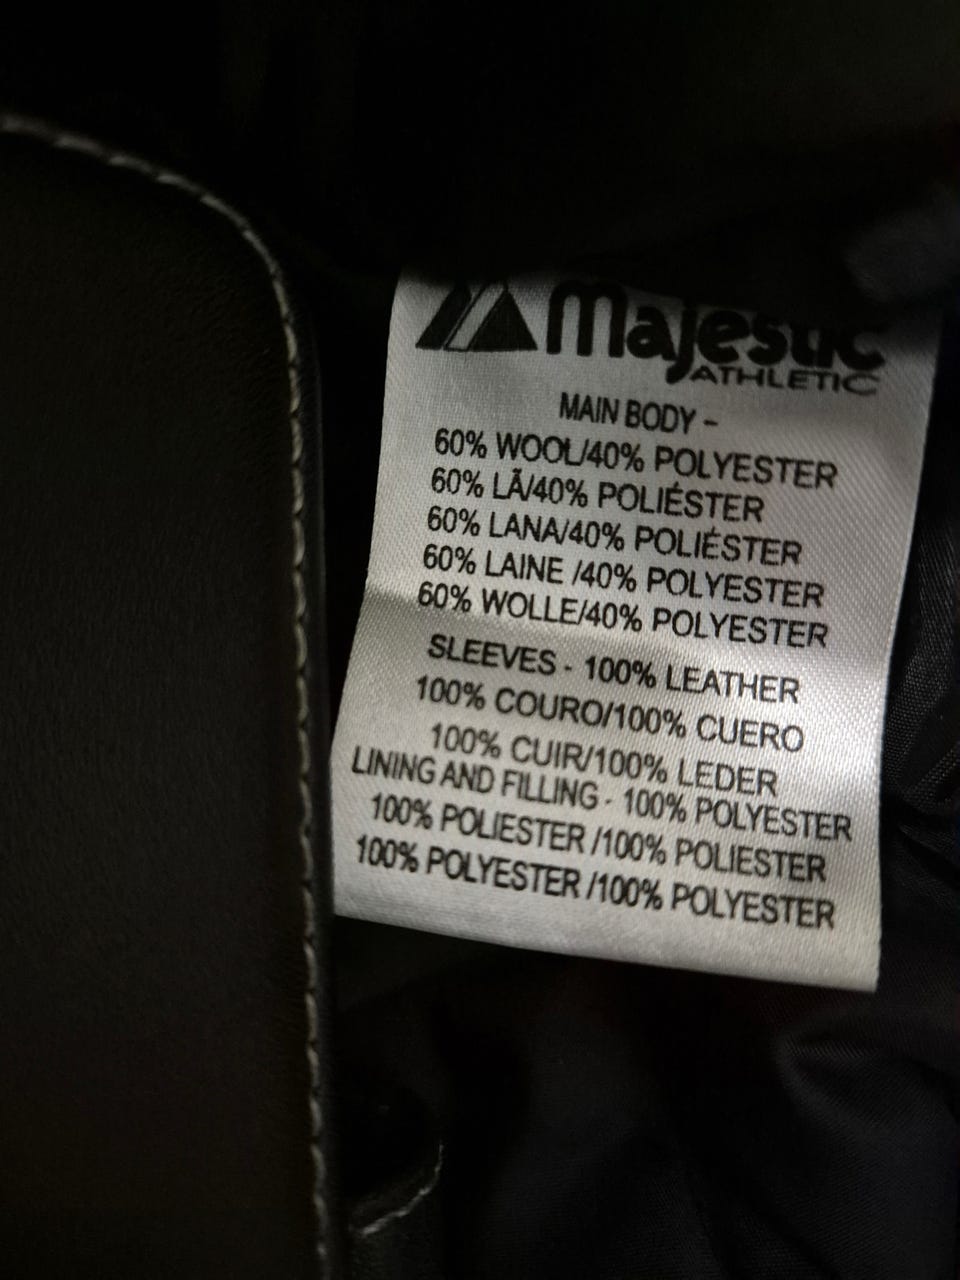 Majestic
ATHLETIC
MAIN BODY -
60% WOOL/40% POLYESTER
60% LÃ/40% POLIÉSTER
60% LANA/40% POLIÉSTER
60% LAINE /40% POLYESTER
60% WOLLE/40% POLYESTER
SLEEVES - 100% LEATHER
100% COURO/100% CUERO
100% CUIR/100% LEDER
LINING AND FILLING - 100% POLYESTER
100% POLIESTER /100% POLIESTER
100% POLYESTER /100% POLYESTER